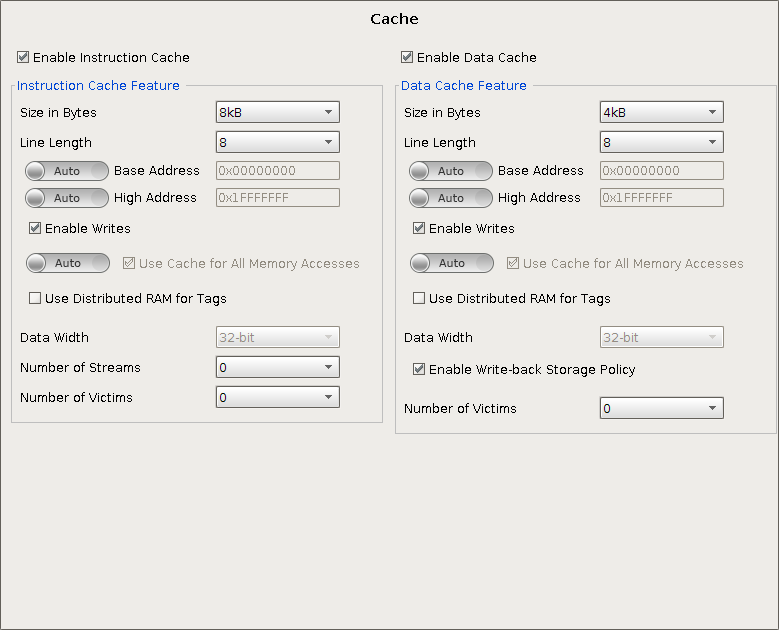 Cache
Enable Instruction Cache
Instruction Cache Feature
Size in Bytes 8kB
Line Length 8
Auto Base Address 0x00000000
Auto High Address 0x1FFFFFFF
Enable Writes
Auto Use Cache for All Memory Accesses
Use Distributed RAM for Tags
Data Width 32-bit
Number of Streams 0
Number of Victims 0
Enable Data Cache
Data Cache Feature
Size in Bytes 4kB
Line Length 8
Auto Base Address 0x00000000
Auto High Address 0x1FFFFFFF
Enable Writes
Auto Use Cache for All Memory Accesses
Use Distributed RAM for Tags
Data Width 32-bit
Enable Write-back Storage Policy
Number of Victims 0